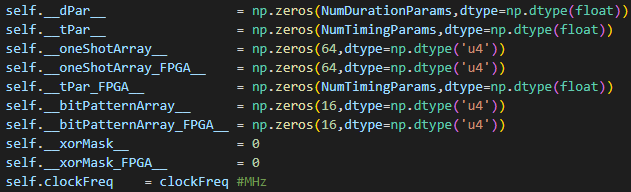 self.__dPar__ = np.zeros(NumDurationParams,dtype=np.dtype(float))
self.__tPar__ = np.zeros(NumTimingParams,dtype=np.dtype(float))
self.__oneShotArray__ = np.zeros(64,dtype=np.dtype('u4'))
self.__oneShotArray_FPGA__ = np.zeros(64,dtype=np.dtype('u4'))
self.__tPar_FPGA__ = np.zeros(NumTimingParams,dtype=np.dtype(float))
self.__bitPatternArray__ = np.zeros(16,dtype=np.dtype('u4'))
self.__bitPatternArray_FPGA__ = np.zeros(16,dtype=np.dtype('u4'))
self.__xorMask__ = 0
self.__xorMask_FPGA__ = 0
self.clockFreq = clockFreq #MHz